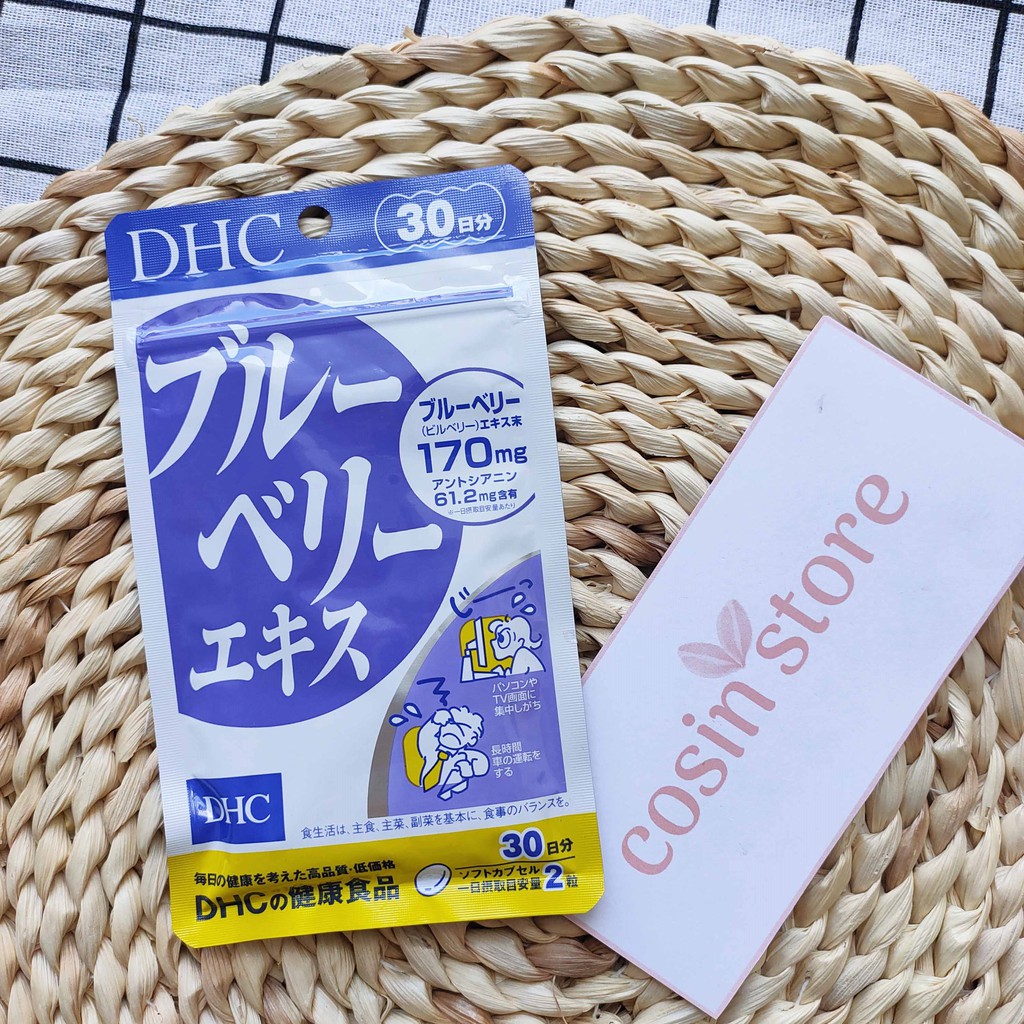 DHC
30日分
ブルー
ベリー
エキス
ブルーベリー
(ビルベリー)エキス末
170mg
アントシアニン
61.2mg含有
※一日摂取目安量あたり
じーっ
パソコンや
TV画面に
集中しがち
長時間
車の運転を
する
DHC
食生活は、主食、主菜、副菜を基本に、食事のバランスを。
毎日の健康を考えた高品質・低価格
DHCの健康食品
30日分
ソフトカプセル
一日摂取目安量2粒
cosin store